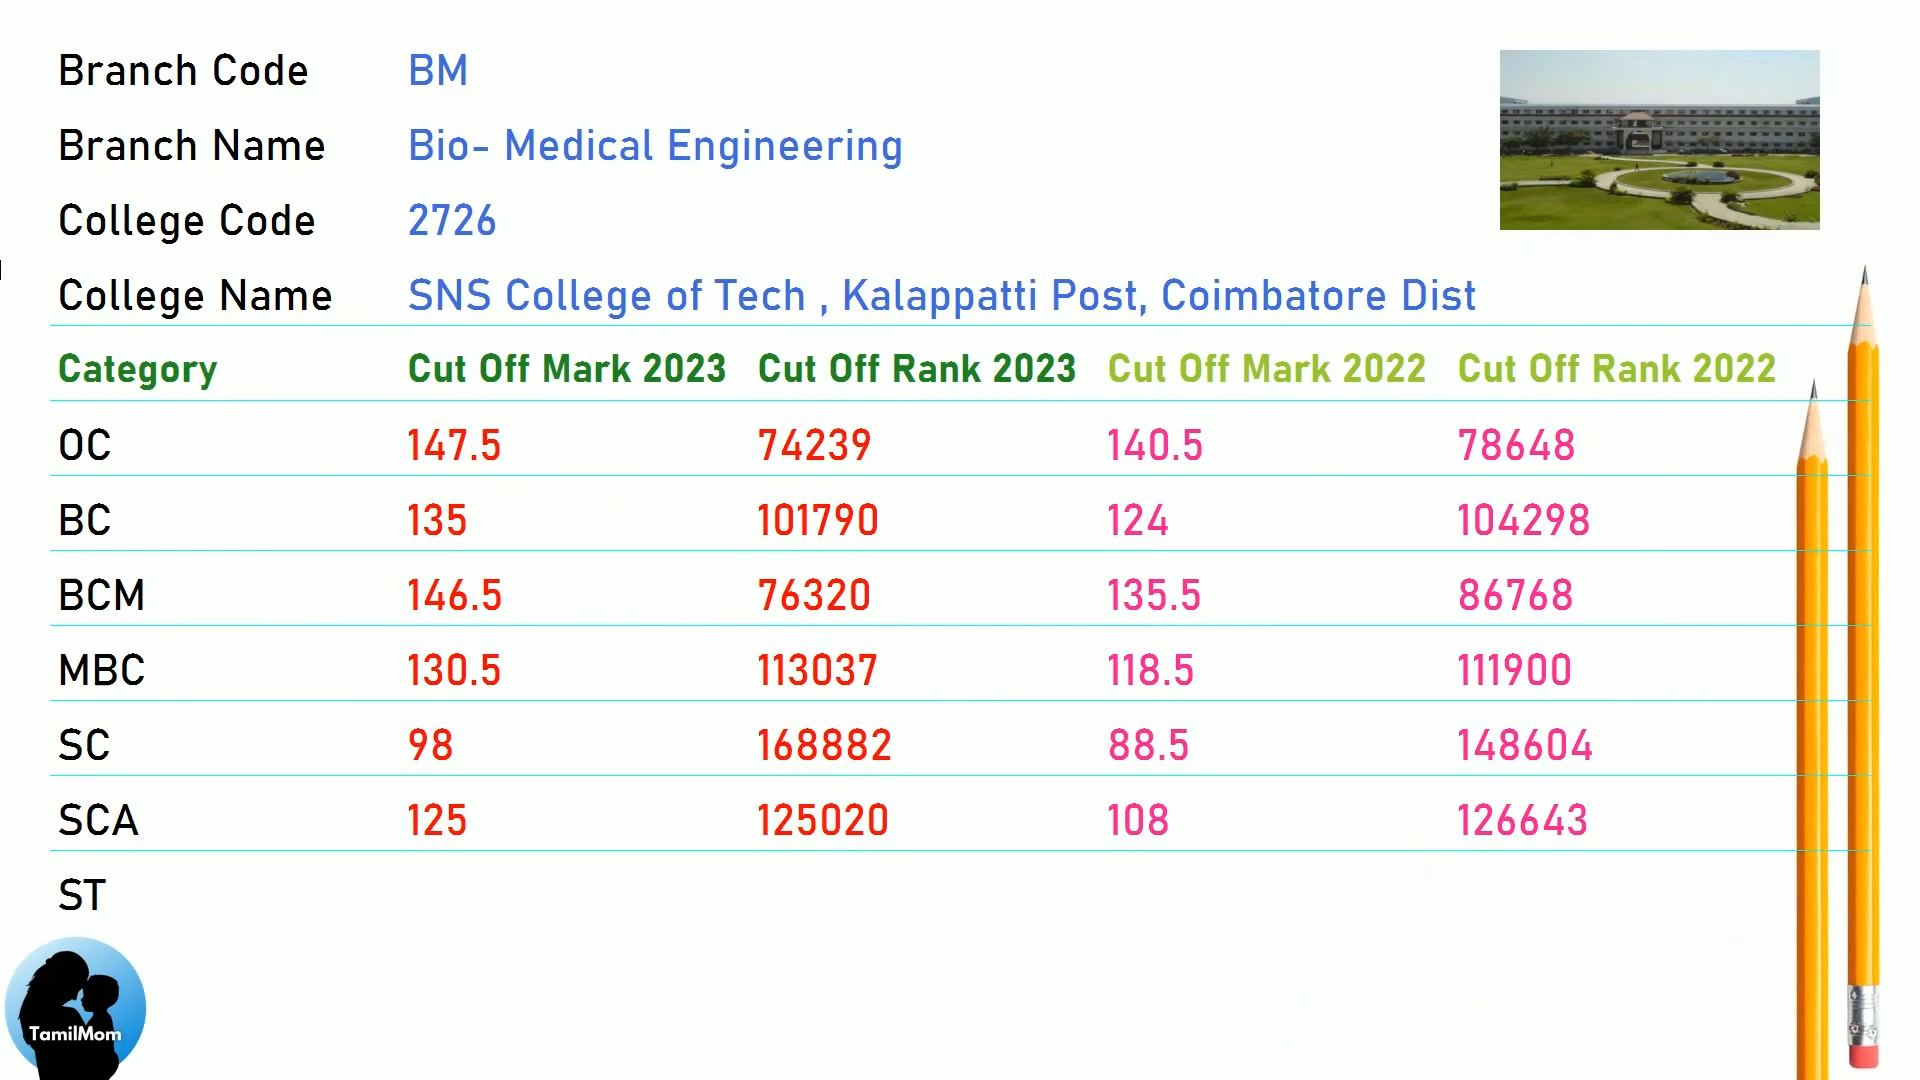 Branch Code BM
Branch Name Bio- Medical Engineering
College Code 2726
College Name SNS College of Tech , Kalappatti Post, Coimbatore Dist
Category Cut Off Mark 2023 Cut Off Rank 2023 Cut Off Mark 2022 Cut Off Rank 2022
OC 147.5 74239 140.5 78648
BC 135 101790 124 104298
BCM 146.5 76320 135.5 86768
MBC 130.5 113037 118.5 111900
SC 98 168882 88.5 148604
SCA 125 125020 108 126643
ST
TamilMom